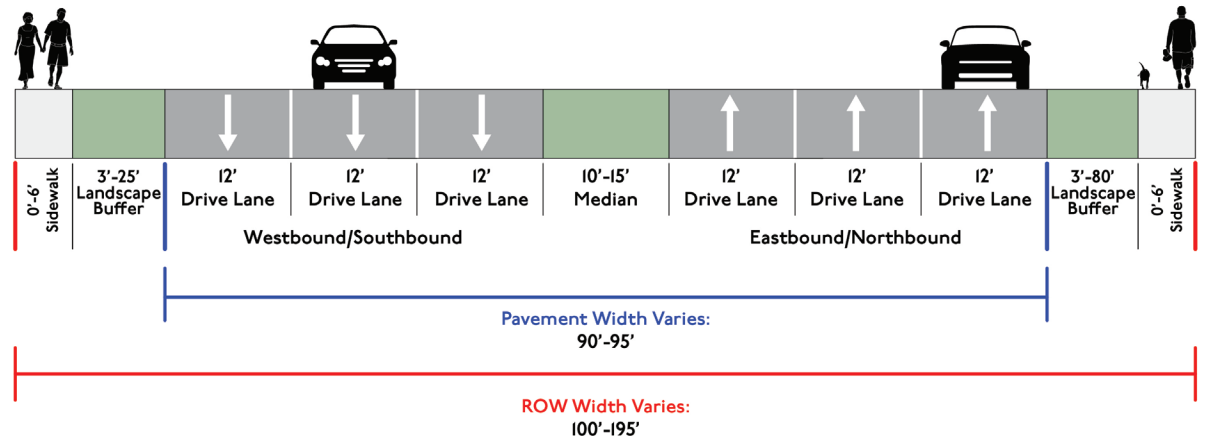 0'-6'
Sidewalk
3'-25'
Landscape
Buffer
12'
Drive Lane
12'
Drive Lane
12'
Drive Lane
10'-15'
Median
12'
Drive Lane
12'
Drive Lane
12'
Drive Lane
3'-80'
Landscape
Buffer
0'-6'
Sidewalk
Westbound/Southbound
Eastbound/Northbound
Pavement Width Varies:
90'-95'
ROW Width Varies:
100'-195'